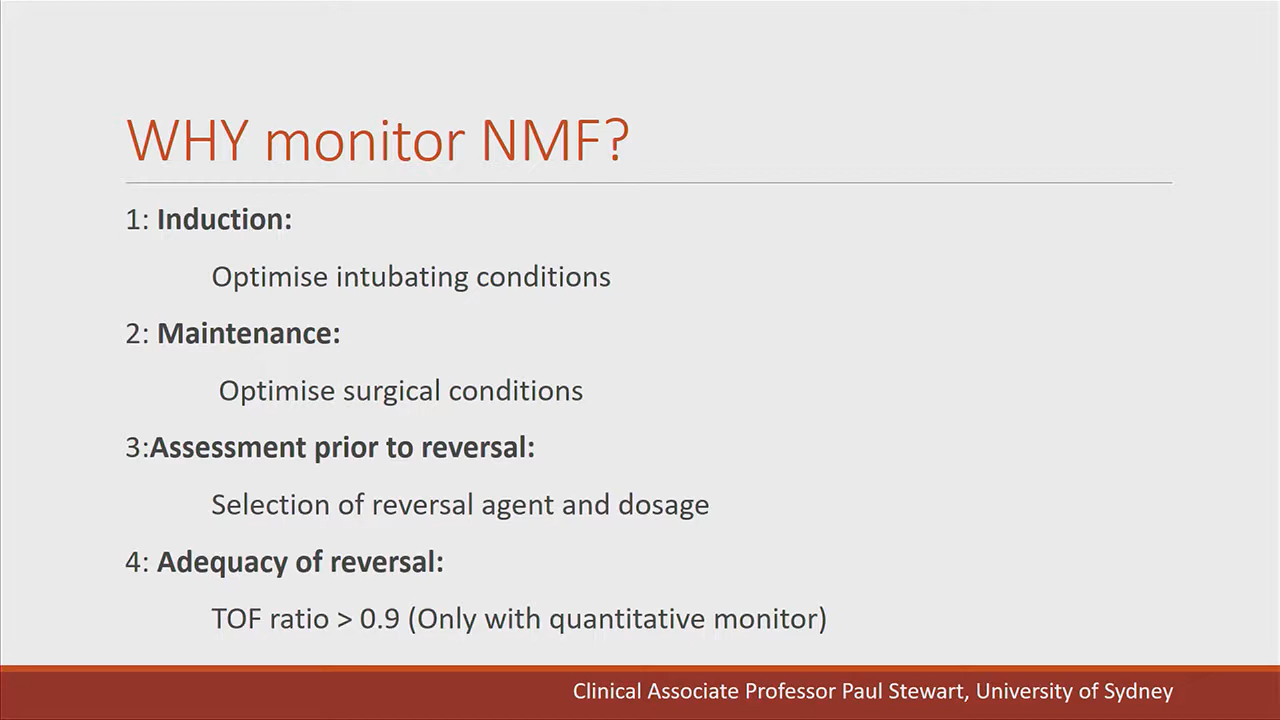 WHY monitor NMF?
1: Induction:
Optimise intubating conditions
2: Maintenance:
Optimise surgical conditions
3:Assessment prior to reversal:
Selection of reversal agent and dosage
4: Adequacy of reversal:
TOF ratio > 0.9 (Only with quantitative monitor)
Clinical Associate Professor Paul Stewart, University of Sydney